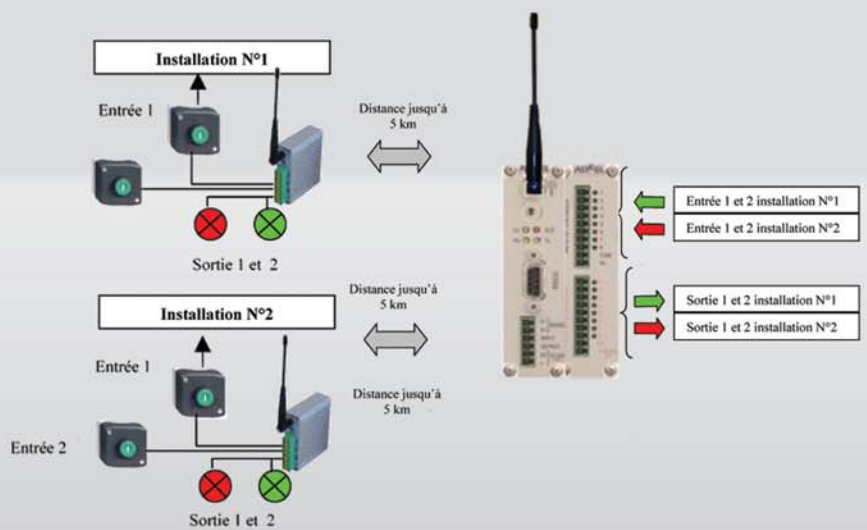 Installation N°1
Entrée 1
Distance jusqu'à
5 km
Sortie 1 et 2
Distance jusqu'à
5 km
Installation N°2
Entrée 1
Distance jusqu'à
5 km
Entrée 2
Sortie 1 et 2
Entrée 1 et 2 installation N°1
Entrée 1 et 2 installation N°2
Sortie 1 et 2 installation N°1
Sortie 1 et 2 installation N°2